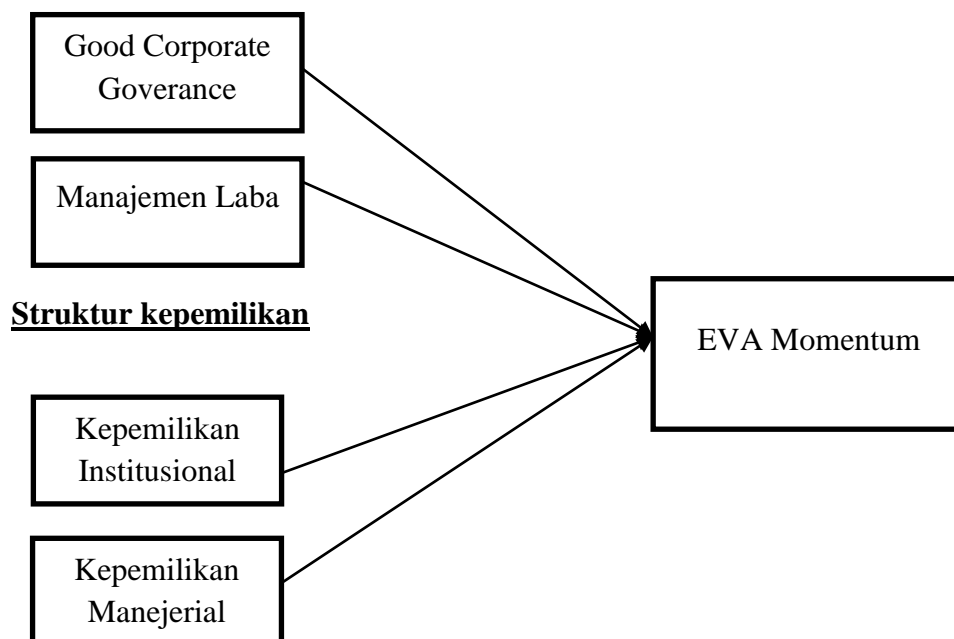 Good Corporate
Goverance
Manajemen Laba
Struktur kepemilikan
EVA Momentum
Kepemilikan
Institusional
Kepemilikan
Manejerial